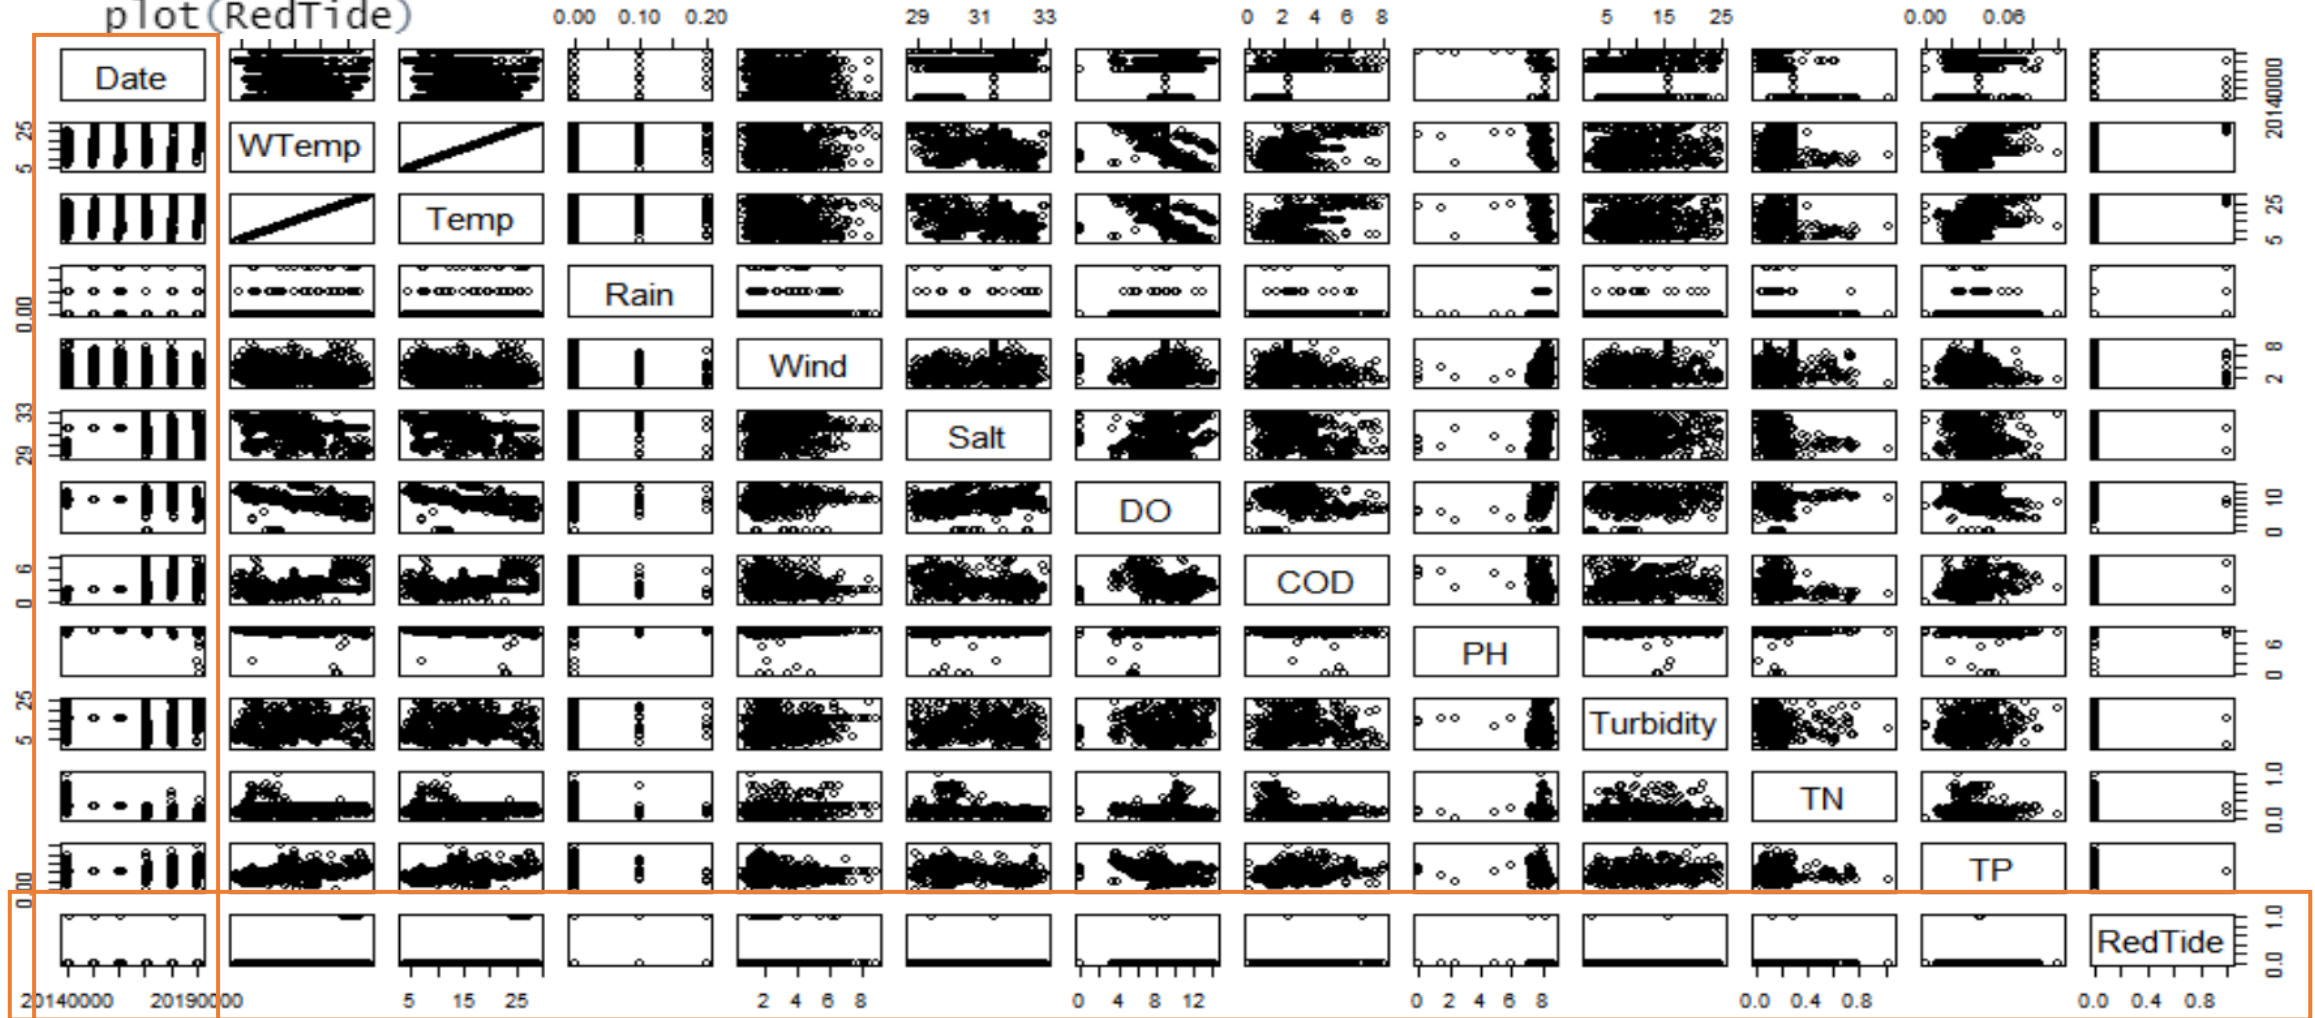 plot(RedTide)
0.00 0.10 0.20 29 31 33 0 2 4 6 8 5 15 25 0.00 0.06
Date 20140000
5 25 WTemp
Temp 5 25
0.00 Rain
Wind 2 8
29 33 Salt
DO 0 10
0 6 COD
PH 0 6
5 25 Turbidity
TN 0.0 1.0
0.00 TP
RedTide 0.0 1.0
20140000 20190000 5 15 25 2 4 6 8 0 4 8 12 0 2 4 6 8 0.0 0.4 0.8 0.0 0.4 0.8